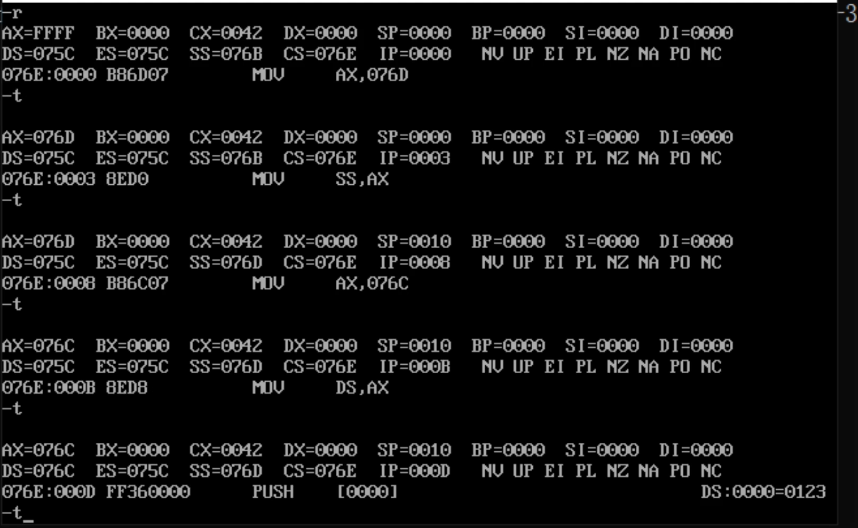 -r
AX=FFFF  BX=0000  CX=0042  DX=0000  SP=0000  BP=0000  SI=0000  DI=0000
DS=075C  ES=075C  SS=076B  CS=076E  IP=0000   NV UP EI PL NZ NA PO NC
076E:0000 B86D07        MOV     AX,076D
-t
AX=076D  BX=0000  CX=0042  DX=0000  SP=0000  BP=0000  SI=0000  DI=0000
DS=075C  ES=075C  SS=076B  CS=076E  IP=0003   NV UP EI PL NZ NA PO NC
076E:0003 8ED0          MOV     SS,AX
-t
AX=076D  BX=0000  CX=0042  DX=0000  SP=0010  BP=0000  SI=0000  DI=0000
DS=075C  ES=075C  SS=076D  CS=076E  IP=0008   NV UP EI PL NZ NA PO NC
076E:0008 B86C07        MOV     AX,076C
-t
AX=076C  BX=0000  CX=0042  DX=0000  SP=0010  BP=0000  SI=0000  DI=0000
DS=075C  ES=075C  SS=076D  CS=076E  IP=000B   NV UP EI PL NZ NA PO NC
076E:000B 8ED8          MOV     DS,AX
-t
AX=076C  BX=0000  CX=0042  DX=0000  SP=0010  BP=0000  SI=0000  DI=0000
DS=076C  ES=075C  SS=076D  CS=076E  IP=000D   NV UP EI PL NZ NA PO NC
076E:000D FF360000      PUSH    [0000]                             DS:0000=0123
-t_
-3